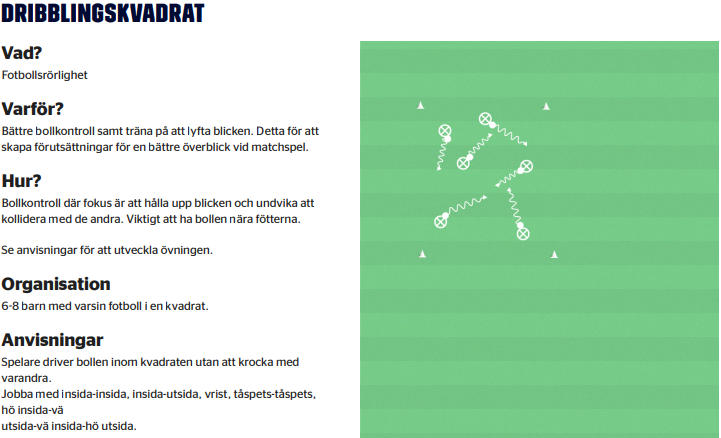 DRIBBLINGSKVADRAT
Vad?
Fotbollsrörlighet
Varför?
Bättre bollkontroll samt träna på att lyfta blicken. Detta för att
skapa förutsättningar för en bättre överblick vid matchspel.
Hur?
Bollkontroll där fokus är att hålla upp blicken och undvika att
kollidera med de andra. Viktigt att ha bollen nära fötterna.
Se anvisningar för att utveckla övningen.
Organisation
6-8 barn med varsin fotboll i en kvadrat.
Anvisningar
Spelare driver bollen inom kvadraten utan att krocka med
varandra.
Jobba med insida-insida, insida-utsida, vrist, tåspets-tåspets,
hö insida-vä
utsida-vä insida-hö utsida.